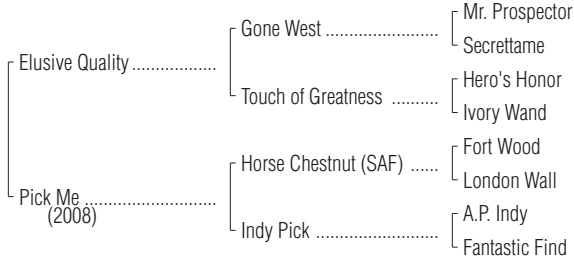 Mr. Prospector
Gone West ........................
Secrettame
Elusive Quality ..................
Hero's Honor
Touch of Greatness ..........
Ivory Wand
Fort Wood
Horse Chestnut (SAF) ......
London Wall
Pick Me ............................
(2008)
A.P. Indy
Indy Pick ..........................
Fantastic Find